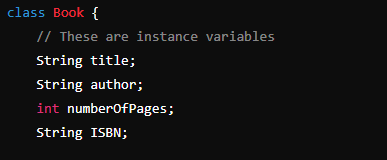 class Book {
    // These are instance variables
    String title;
    String author;
    int numberOfPages;
    String ISBN;